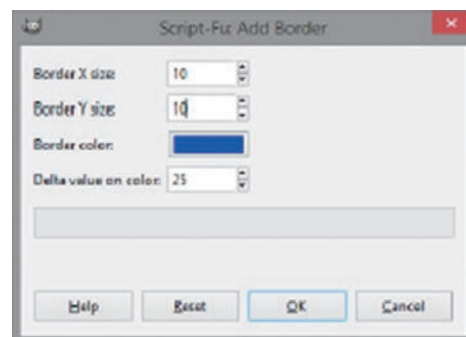 Script-Fu: Add Border
Border X size: 10
Border Y size: 10
Border color:
Delta value on color: 25
Help Reset OK Cancel